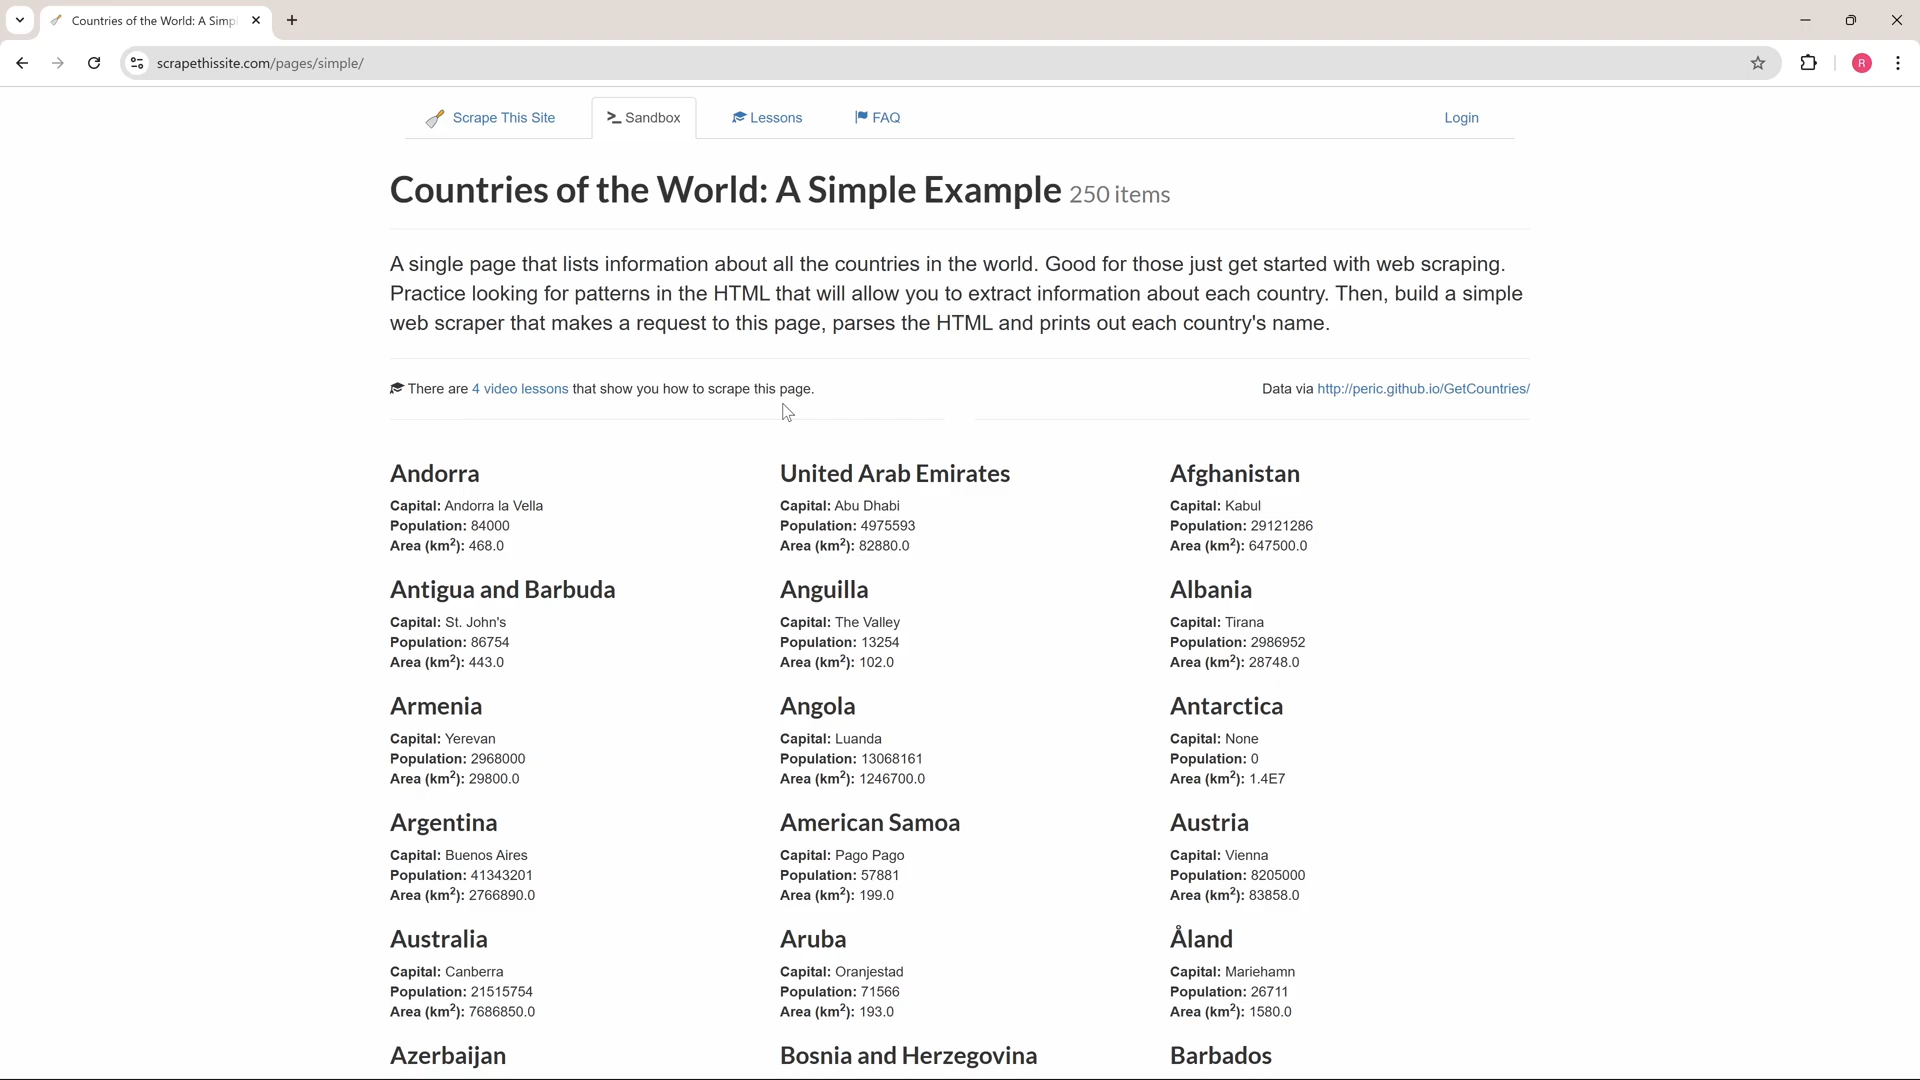 Countries of the World: A Simp
scrapethissite.com/pages/simple/
R
Scrape This Site
Sandbox
Lessons
FAQ
Login
Countries of the World: A Simple Example 250 items
A single page that lists information about all the countries in the world. Good for those just get started with web scraping.
Practice looking for patterns in the HTML that will allow you to extract information about each country. Then, build a simple
web scraper that makes a request to this page, parses the HTML and prints out each country's name.
There are 4 video lessons that show you how to scrape this page.
Data via http://peric.github.io/GetCountries/
Andorra
Capital: Andorra la Vella
Population: 84000
Area (km²): 468.0
United Arab Emirates
Capital: Abu Dhabi
Population: 4975593
Area (km²): 82880.0
Afghanistan
Capital: Kabul
Population: 29121286
Area (km²): 647500.0
Antigua and Barbuda
Capital: St. John's
Population: 86754
Area (km²): 443.0
Anguilla
Capital: The Valley
Population: 13254
Area (km²): 102.0
Albania
Capital: Tirana
Population: 2986952
Area (km²): 28748.0
Armenia
Capital: Yerevan
Population: 2968000
Area (km²): 29800.0
Angola
Capital: Luanda
Population: 13068161
Area (km²): 1246700.0
Antarctica
Capital: None
Population: 0
Area (km²): 1.4E7
Argentina
Capital: Buenos Aires
Population: 41343201
Area (km²): 2766890.0
American Samoa
Capital: Pago Pago
Population: 57881
Area (km²): 199.0
Austria
Capital: Vienna
Population: 8205000
Area (km²): 83858.0
Australia
Capital: Canberra
Population: 21515754
Area (km²): 7686850.0
Aruba
Capital: Oranjestad
Population: 71566
Area (km²): 193.0
Åland
Capital: Mariehamn
Population: 26711
Area (km²): 1580.0
Azerbaijan
Bosnia and Herzegovina
Barbados